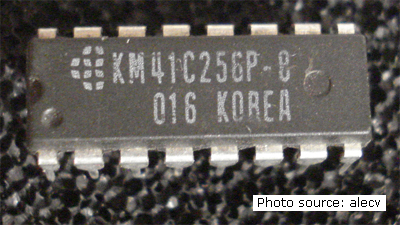 KM41C256P-8
016 KOREA
Photo source: alecv